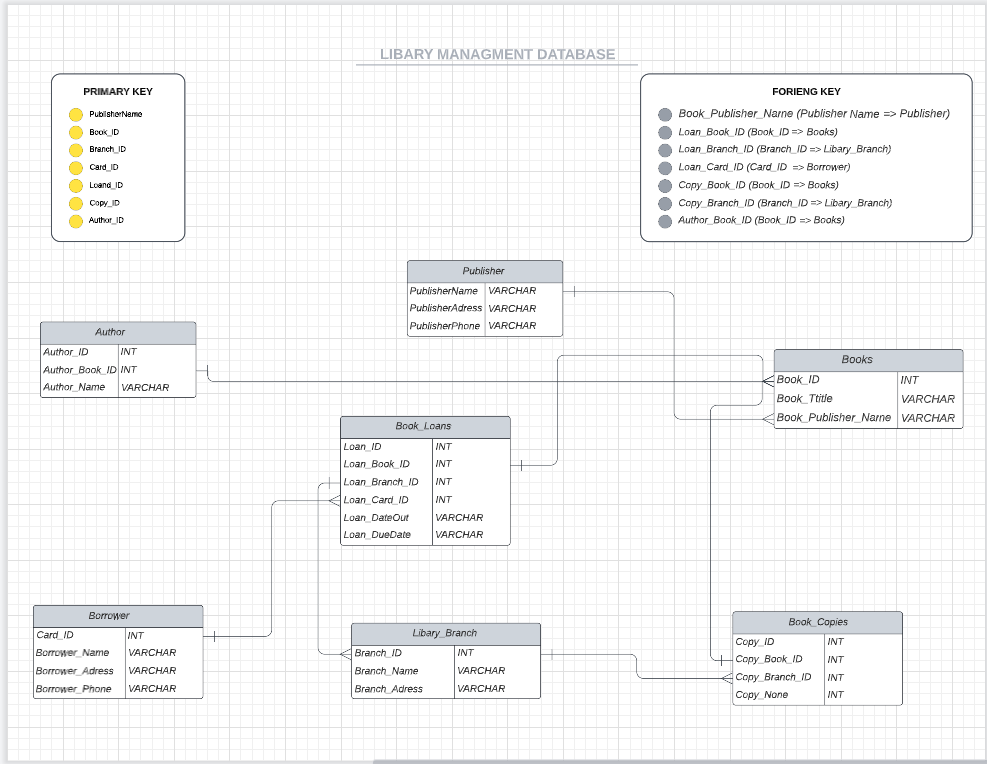 LIBARY MANAGMENT DATABASE
PRIMARY KEY
PublisherName
Book_ID
Branch_ID
Card_ID
Loand_ID
Copy_ID
Author_ID
FORIENG KEY
Book_Publisher_Name (Publisher Name => Publisher)
Loan_Book_ID (Book_ID => Books)
Loan_Branch_ID (Branch_ID => Libary_Branch)
Loan_Card_ID (Card_ID => Borrower)
Copy_Book_ID (Book_ID => Books)
Copy_Branch_ID (Branch_ID => Libary_Branch)
Author_Book_ID (Book_ID => Books)
Publisher
PublisherName VARCHAR
PublisherAdress VARCHAR
PublisherPhone VARCHAR
Author
Author_ID INT
Author_Book_ID INT
Author_Name VARCHAR
Books
Book_ID INT
Book_Ttitle VARCHAR
Book_Publisher_Name VARCHAR
Book_Loans
Loan_ID INT
Loan_Book_ID INT
Loan_Branch_ID INT
Loan_Card_ID INT
Loan_DateOut VARCHAR
Loan_DueDate VARCHAR
Borrower
Card_ID INT
Borrower_Name VARCHAR
Borrower_Adress VARCHAR
Borrower_Phone VARCHAR
Libary_Branch
Branch_ID INT
Branch_Name VARCHAR
Branch_Adress VARCHAR
Book_Copies
Copy_ID INT
Copy_Book_ID INT
Copy_Branch_ID INT
Copy_None INT